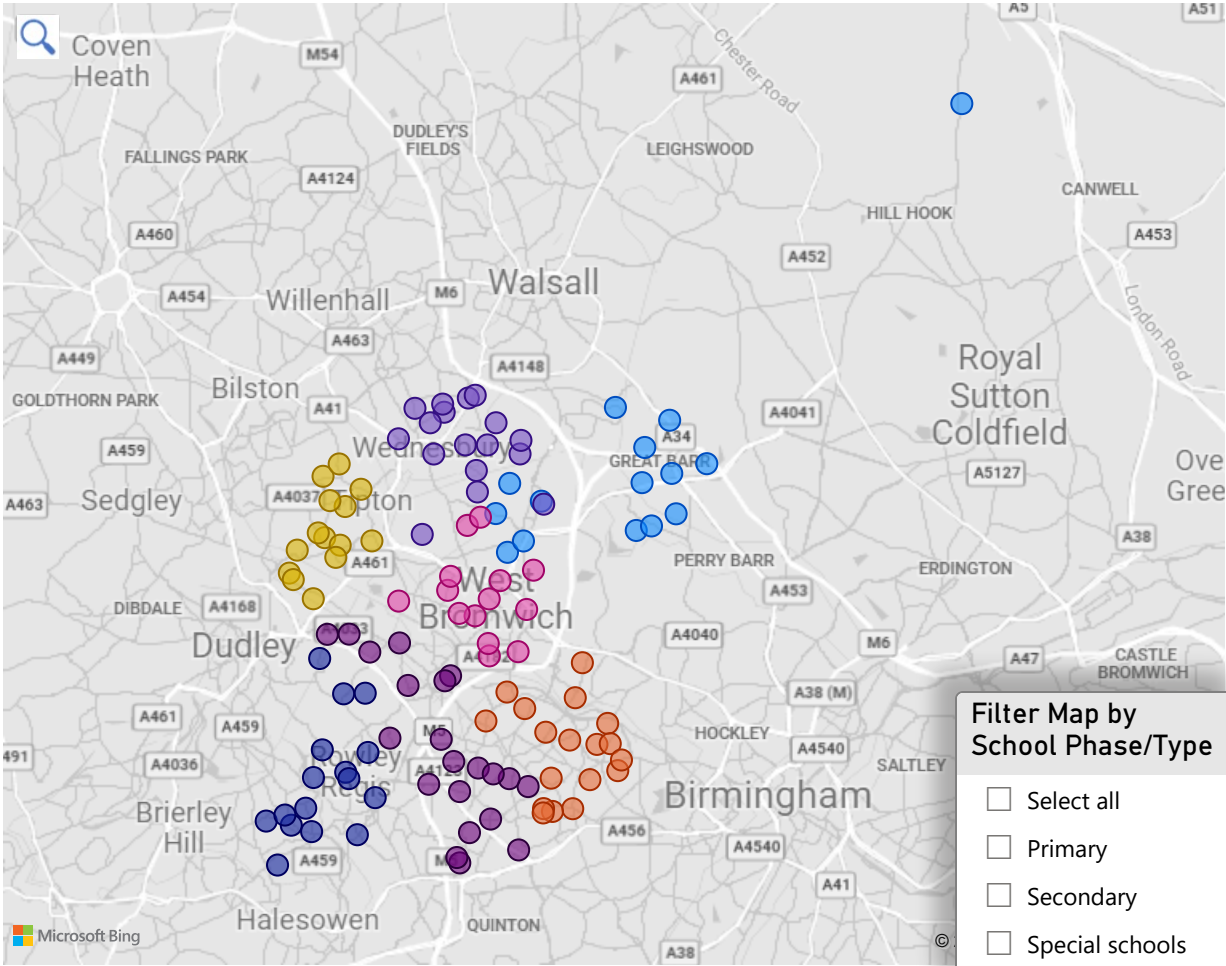 A5
A51
Coven
Heath
M54
Chester Road
A461
DUDLEY'S
FIELDS
LEIGHSWOOD
FALLINGS PARK
A4124
CANWELL
HILL HOOK
A460
A453
A452
Walsall
A454
Willenhall
M6
London Road
A463
A449
A4148
Royal
Sutton
Coldfield
Bilston
GOLDTHORN PARK
A41
A4041
A34
Wednesbury
A459
GREAT BARR
A5127
Ove
Gree
A463
Sedgley
A4037
Tipton
A38
A461
PERRY BARR
ERDINGTON
West
Bromwich
A453
DIBDALE
A4168
Dudley
A4040
M6
A47
CASTLE
BROMWICH
A38 (M)
A461
A459
M5
HOCKLEY
A4540
491
A4036
Rowley
Regis
A4123
SALTLEY
Birmingham
Brierley
Hill
A456
A4540
A459
A41
Halesowen
QUINTON
A38
Microsoft Bing
©
Filter Map by
School Phase/Type
Select all
Primary
Secondary
Special schools